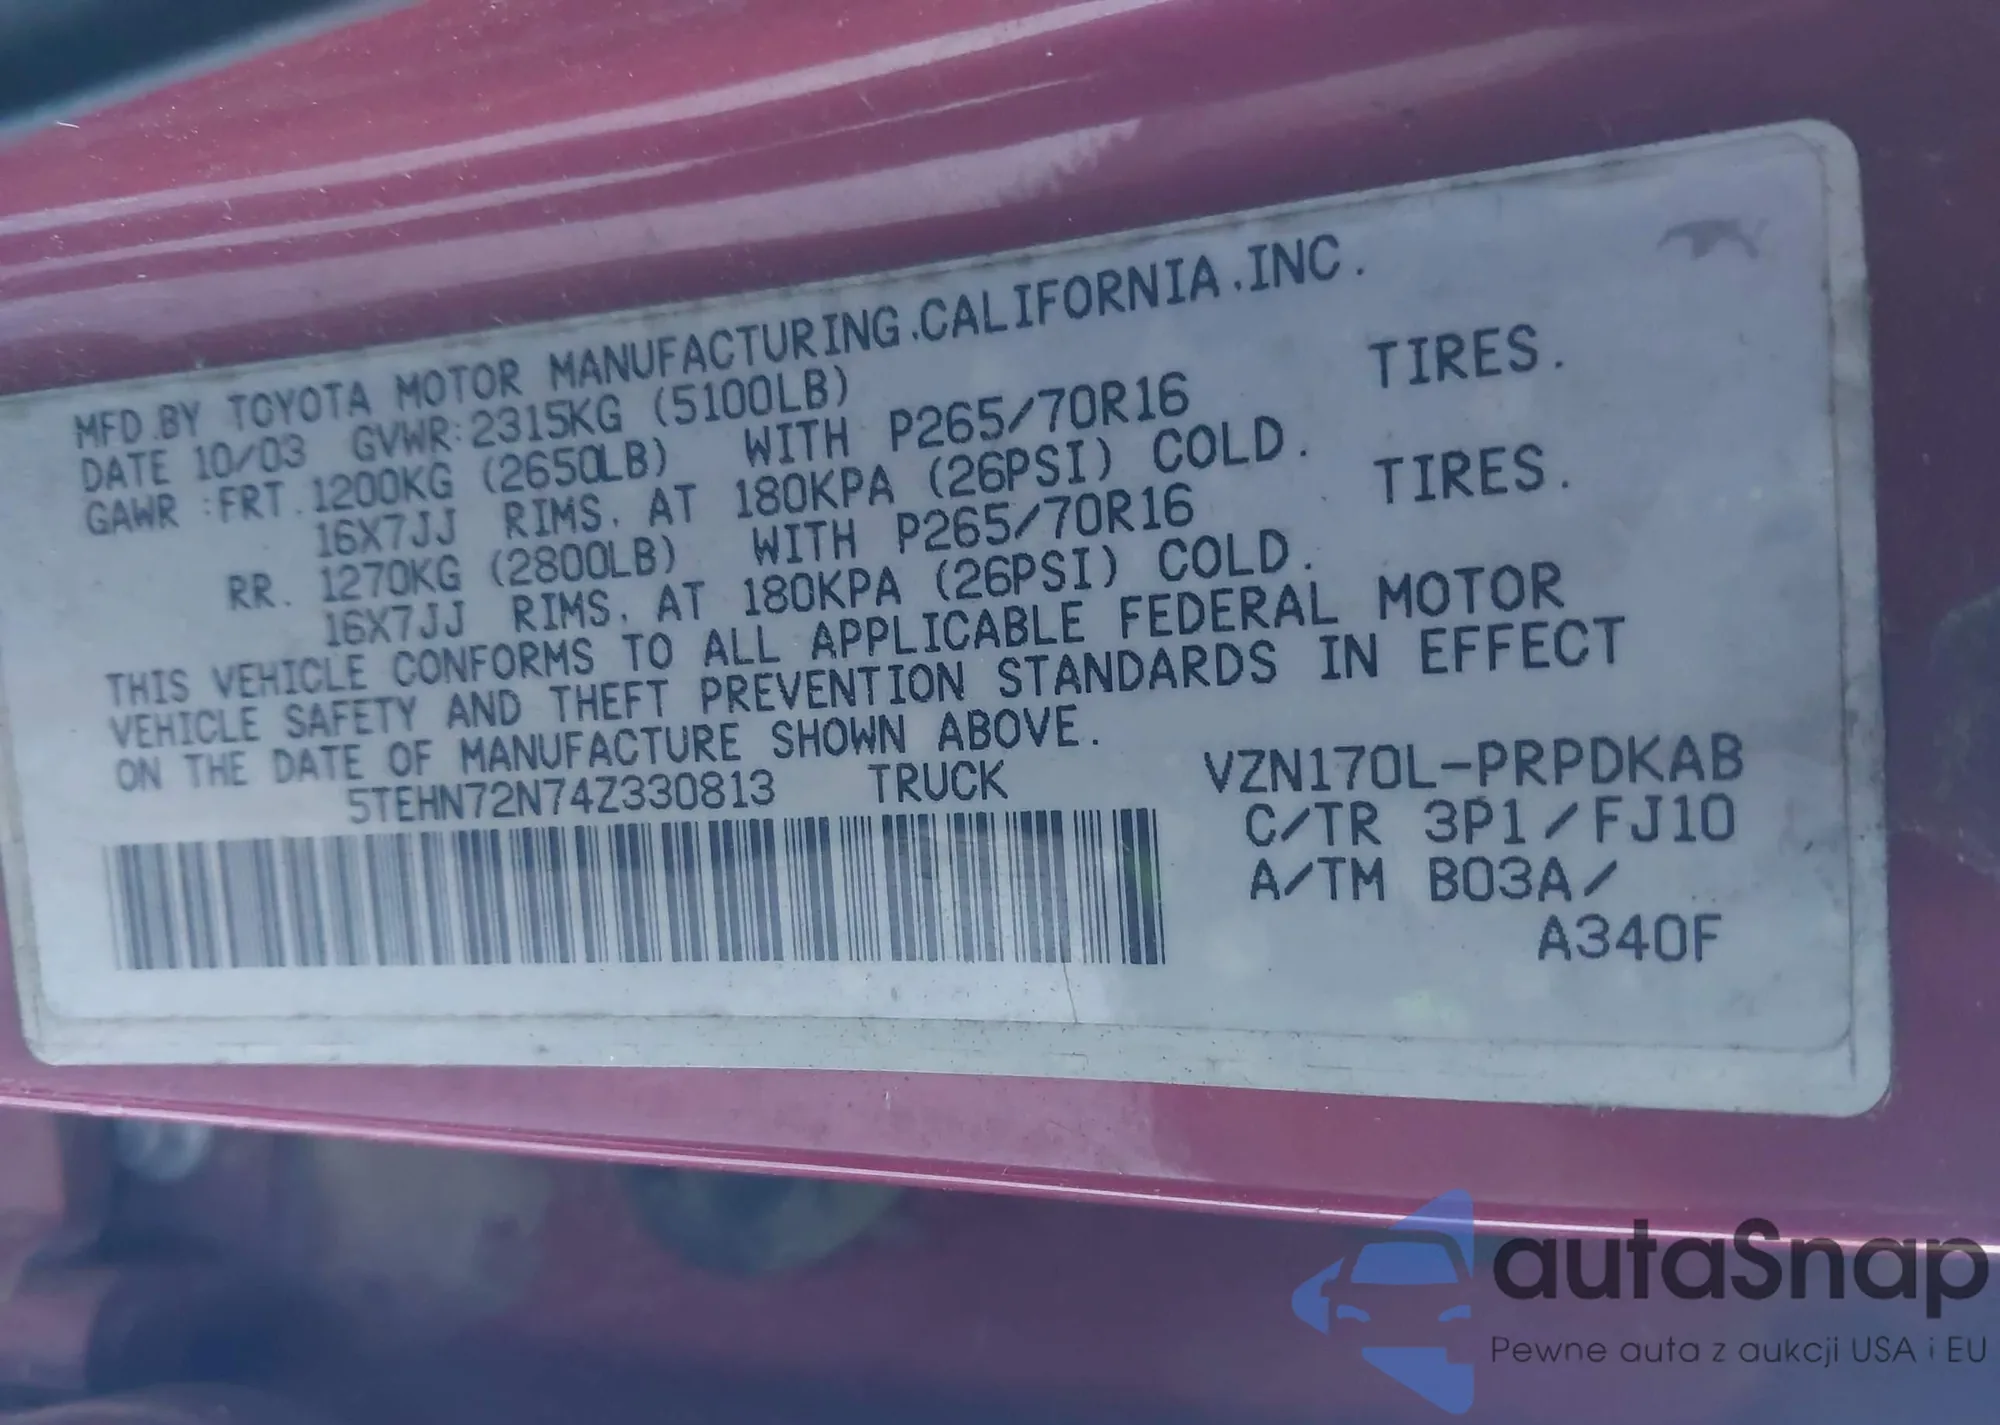 MFD.BY TOYOTA MOTOR MANUFACTURING.CALIFORNIA.INC.
DATE 10/03 GVWR:2315KG (5100LB)
GAWR :FRT.1200KG (2650LB) WITH P265/70R16 TIRES.
16X7JJ RIMS. AT 180KPA (26PSI) COLD.
RR. 1270KG (2800LB) WITH P265/70R16 TIRES.
16X7JJ RIMS. AT 180KPA (26PSI) COLD.
THIS VEHICLE CONFORMS TO ALL APPLICABLE FEDERAL MOTOR
VEHICLE SAFETY AND THEFT PREVENTION STANDARDS IN EFFECT
ON THE DATE OF MANUFACTURE SHOWN ABOVE.
5TEHN72N74Z330813 TRUCK VZN170L-PRPDKAB
C/TR 3P1/FJ10
A/TM B03A/
A340F
autaSnap
Pewne auta z aukcji USA i EU